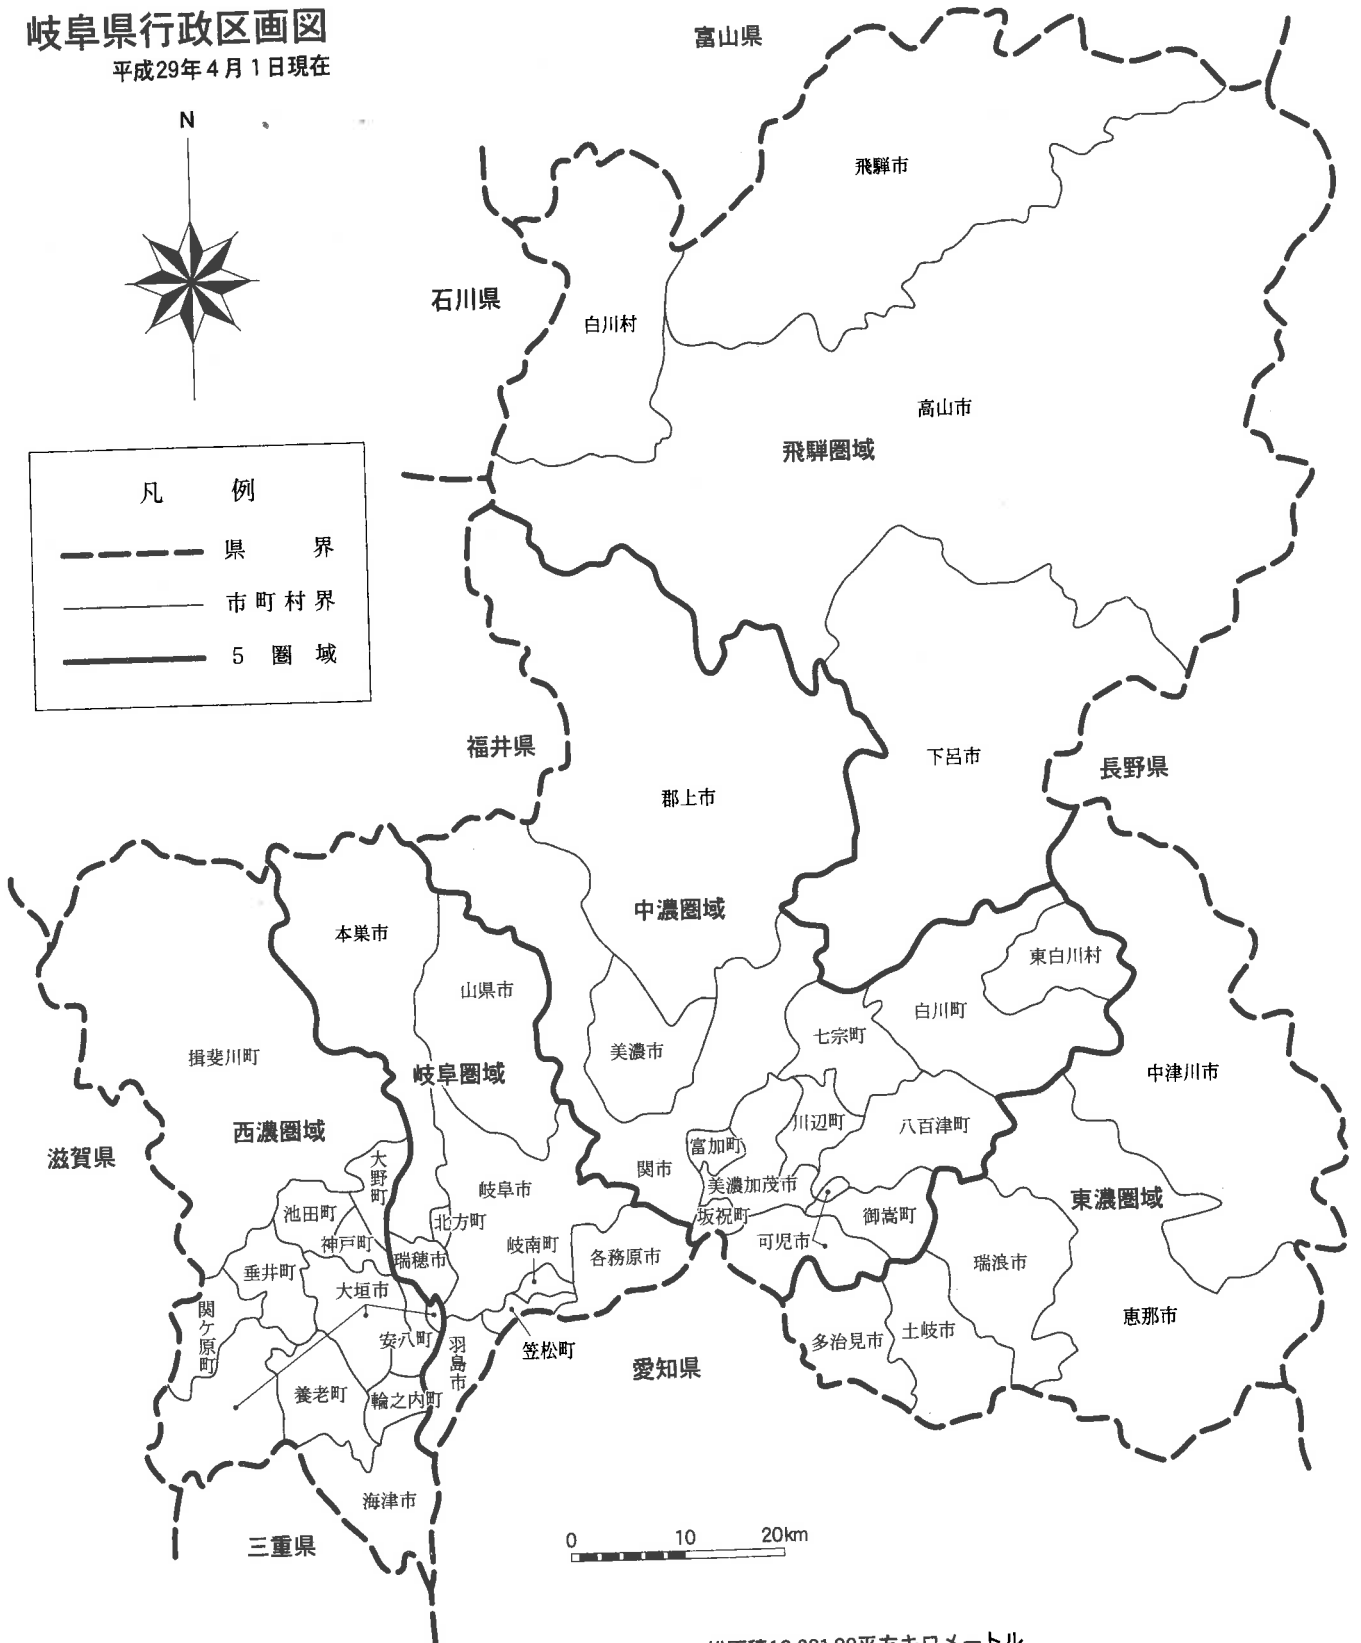 岐阜県行政区画図
平成29年4月1日現在
N
富山県
飛騨市
石川県
白川村
高山市
飛騨圏域
凡 例
県 界
市町村界
5 圏 域
福井県
下呂市
長野県
郡上市
中濃圏域
本巣市
東白川村
山県市
白川町
七宗町
美濃市
揖斐川町
岐阜圏域
中津川市
西濃圏域
川辺町
八百津町
滋賀県
富加町
大野町
関市
美濃加茂市
岐阜市
東濃圏域
池田町
北方町
坂祝町
御嵩町
神戸町
可児市
岐南町
瑞穂市
各務原市
瑞浪市
垂井町
大垣市
関ケ原町
恵那市
安八町
羽島市
笠松町
多治見市
土岐市
愛知県
養老町
輪之内町
海津市
三重県
0 10 20km